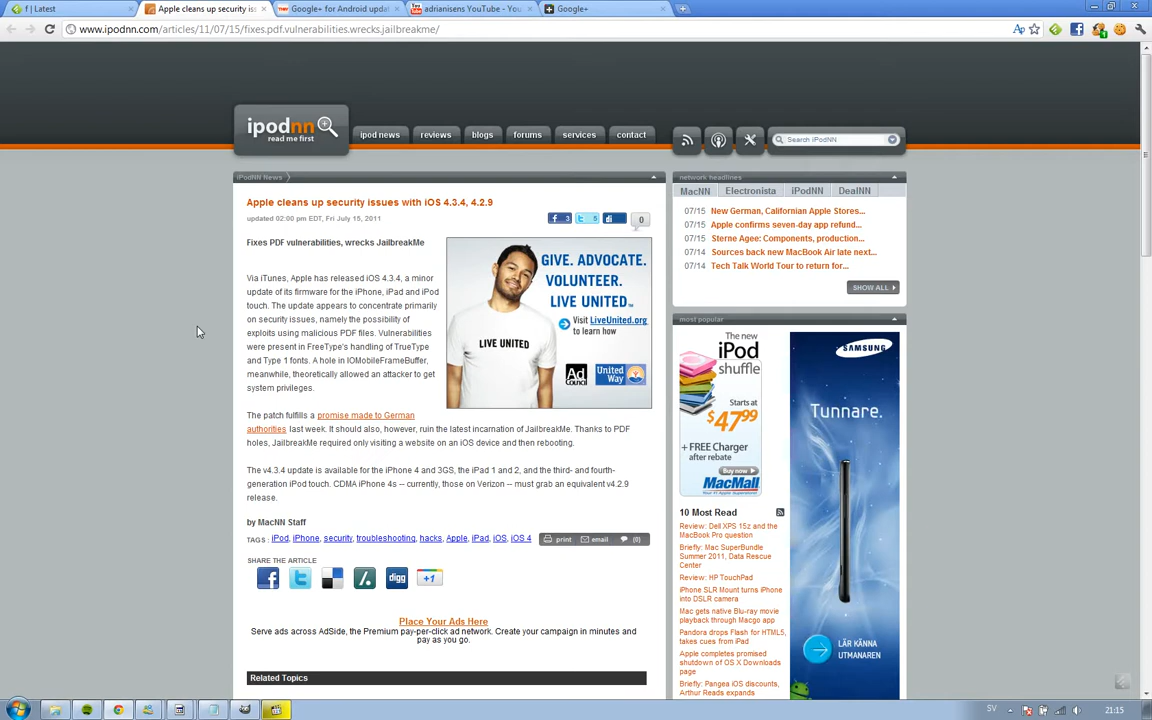 f | Latest
Apple cleans up security iss
Google+ for Android updat
adrianisens YouTube - You
Google+
www.ipodnn.com/articles/11/07/15/fixes.pdf.vulnerabilities.wrecks.jailbreakme/
ipodnn
read me first
ipod news
reviews
blogs
forums
services
contact
Search iPodNN
iPodNN News
Apple cleans up security issues with iOS 4.3.4, 4.2.9
updated 02:00 pm EDT, Fri July 15, 2011
3
5
di
0
Fixes PDF vulnerabilities, wrecks JailbreakMe
Via iTunes, Apple has released iOS 4.3.4, a minor
update of its firmware for the iPhone, iPad and iPod
touch. The update appears to concentrate primarily
on security issues, namely the possibility of
exploits using malicious PDF files. Vulnerabilities
were present in FreeType's handling of TrueType
and Type 1 fonts. A hole in IOMobileFrameBuffer,
meanwhile, theoretically allowed an attacker to get
system privileges.
GIVE. ADVOCATE.
VOLUNTEER.
LIVE UNITED™
Visit LiveUnited.org
to learn how
LIVE UNITED
Ad
Council
United
Way
The patch fulfills a promise made to German
authorities last week. It should also, however, ruin the latest incarnation of JailbreakMe. Thanks to PDF
holes, JailbreakMe required only visiting a website on an iOS device and then rebooting.
The v4.3.4 update is available for the iPhone 4 and 3GS, the iPad 1 and 2, and the third- and fourth-
generation iPod touch. CDMA iPhone 4s -- currently, those on Verizon -- must grab an equivalent v4.2.9
release.
by MacNN Staff
TAGS : iPod, iPhone, security, troubleshooting, hacks, Apple, iPad, iOS, iOS 4
print
email
(0)
SHARE THE ARTICLE
digg
+1
Place Your Ads Here
Serve ads across AdSide, the Premium pay-per-click ad network. Create your campaign in minutes and
pay as you go.
Related Topics
network headlines
MacNN
Electronista
iPodNN
DealNN
07/15 New German, Californian Apple Stores...
07/15 Apple confirms seven-day app refund...
07/15 Sterne Agee: Components, production...
07/14 Sources back new MacBook Air late next...
07/14 Tech Talk World Tour to return for...
SHOW ALL
most popular
The new
iPod
shuffle
Starts at
$47.99
+ FREE Charger
after rebate
Buy now
MacMall
10 Most Read
Review: Dell XPS 15z and the
MacBook Pro question
Briefly: Mac SuperBundle
Summer 2011, Data Rescue
Center
Review: HP TouchPad
iPhone SLR Mount turns iPhone
into DSLR camera
Mac gets native Blu-ray movie
playback through Macgo app
Pandora drops Flash for HTML5,
takes cues from iPad
Apple completes promised
shutdown of OS X Downloads
page
Briefly: Pangea iOS discounts,
Arthur Reads expands
SAMSUNG
Tunnare.
LÄR KÄNNA
UTMANAREN
SV
21:15